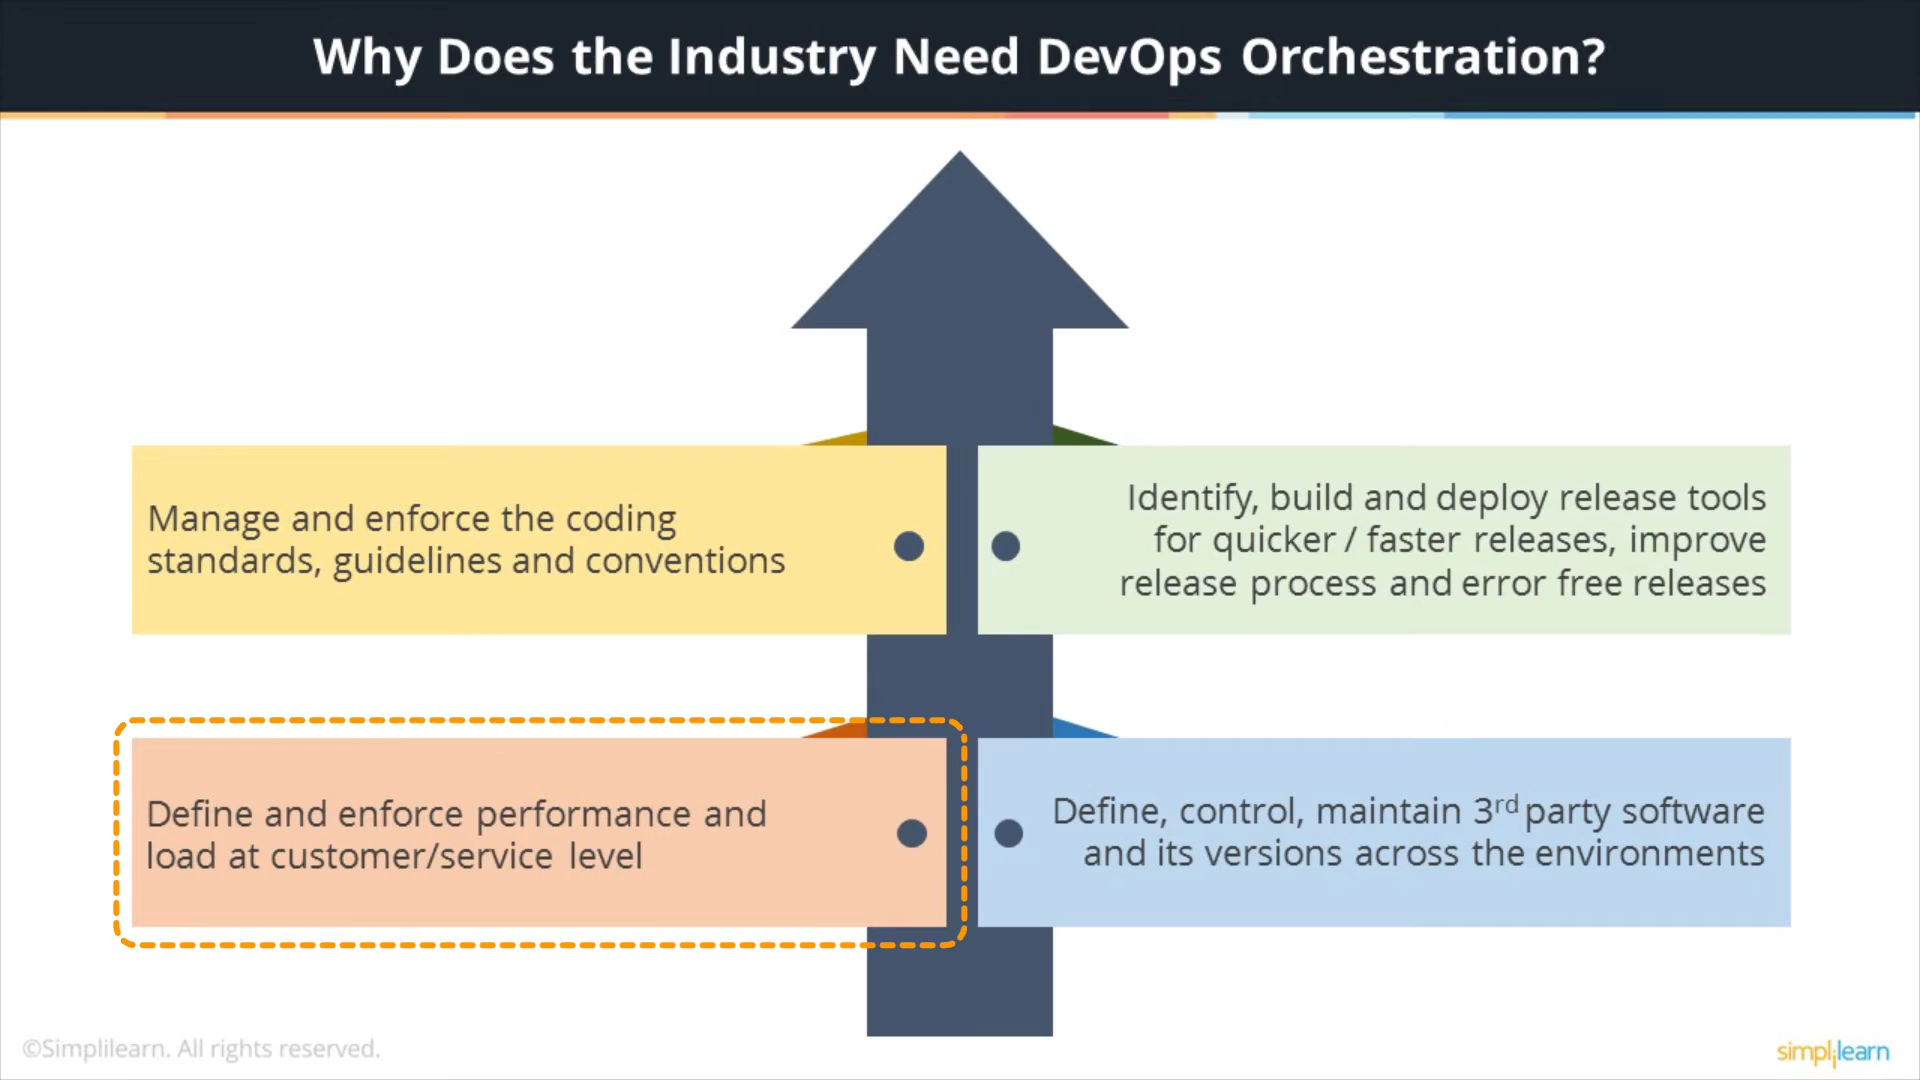 Why Does the Industry Need DevOps Orchestration?
Manage and enforce the coding
standards, guidelines and conventions
Identify, build and deploy release tools
for quicker / faster releases, improve
release process and error free releases
Define and enforce performance and
load at customer/service level
Define, control, maintain 3rd party software
and its versions across the environments
©Simplilearn. All rights reserved.
simplilearn